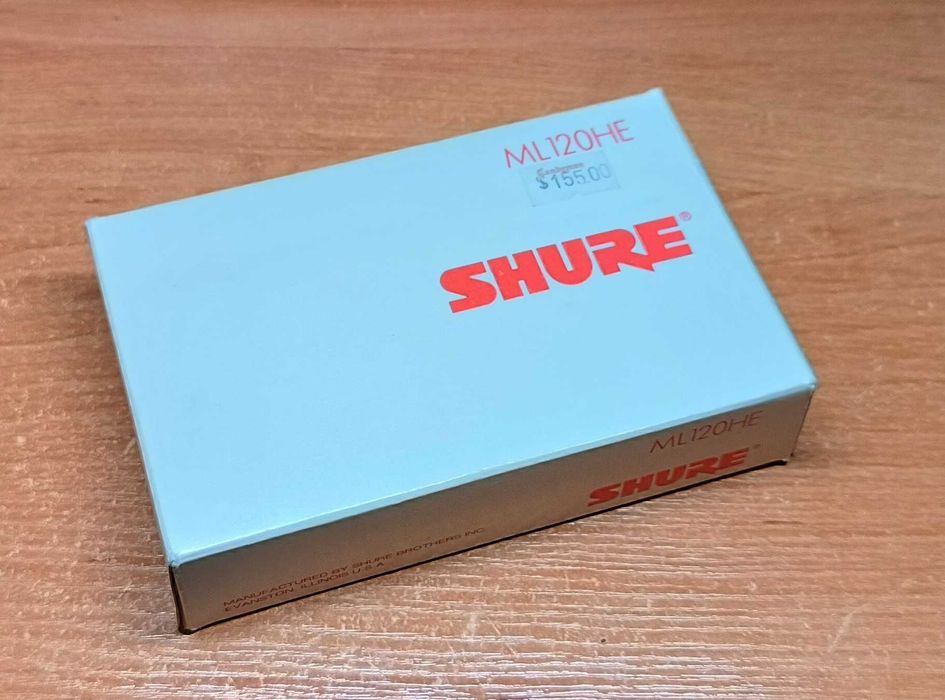 ML120HE
$155.00
SHURE®
ML120HE
SHURE®
MANUFACTURED BY SHURE BROTHERS INC.
EVANSTON, ILLINOIS U.S.A.